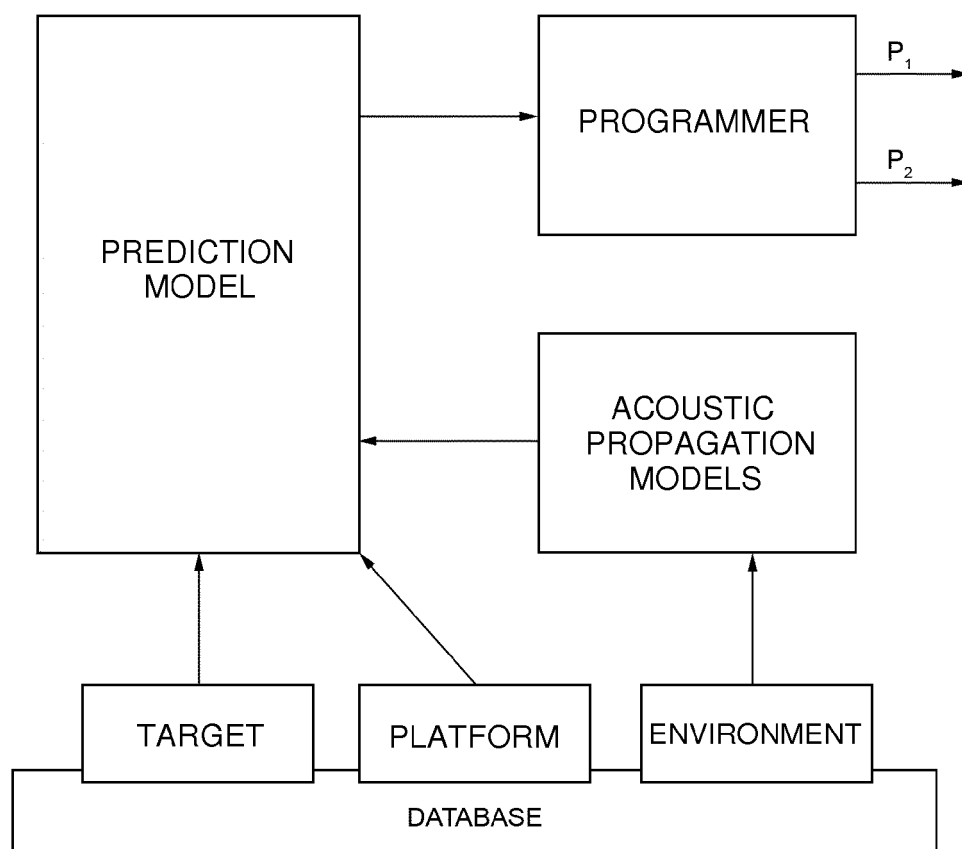 P₁
PROGRAMMER
P₂
PREDICTION
MODEL
ACOUSTIC
PROPAGATION
MODELS
TARGET
PLATFORM
ENVIRONMENT
DATABASE